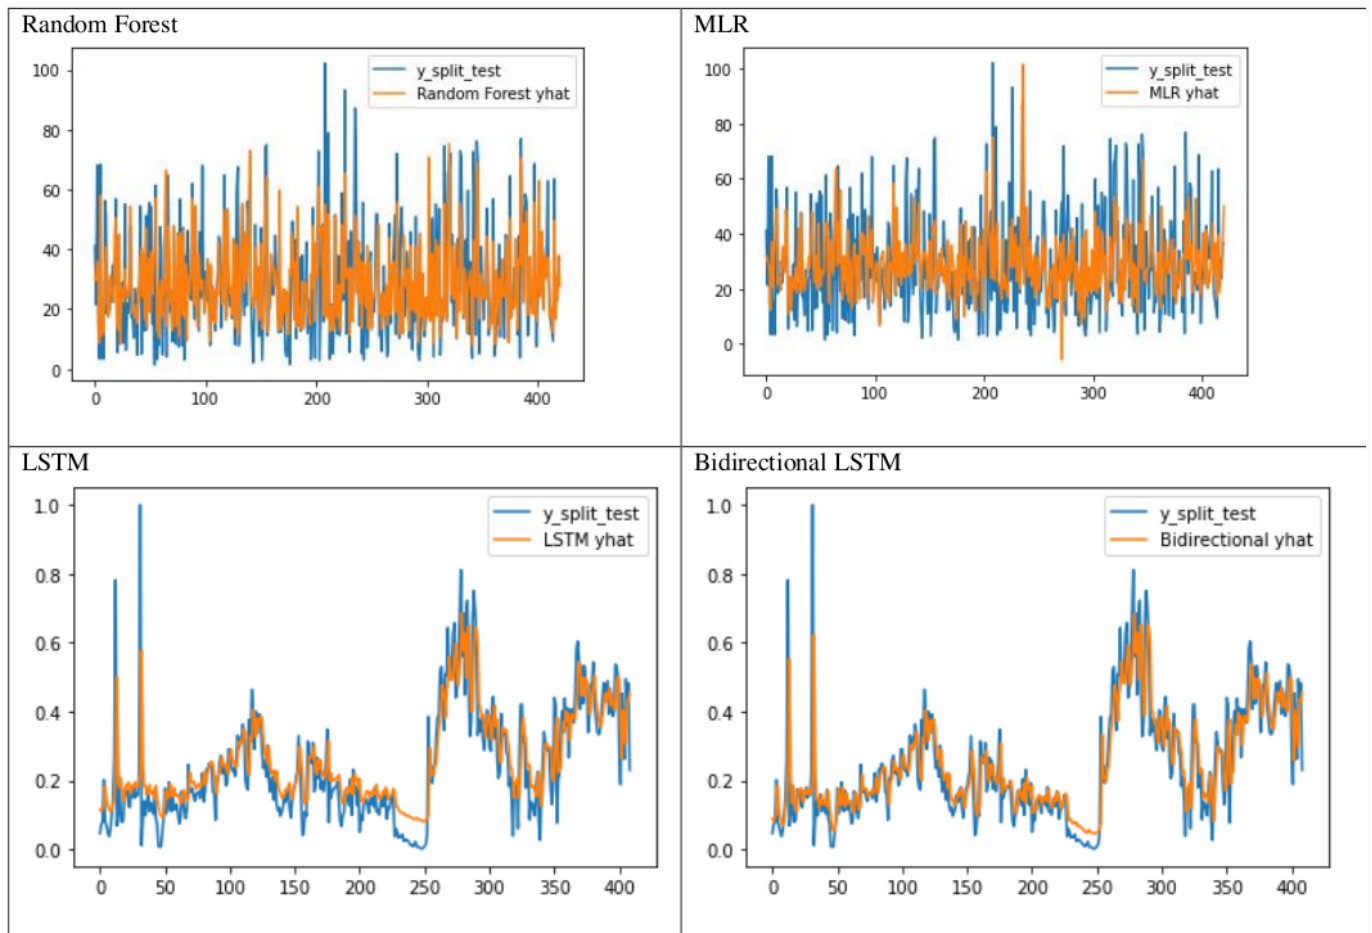 Random Forest
y_split_test
Random Forest yhat
100
80
60
40
20
0
0 100 200 300 400
MLR
y_split_test
MLR yhat
100
80
60
40
20
0
0 100 200 300 400
LSTM
y_split_test
LSTM yhat
1.0
0.8
0.6
0.4
0.2
0.0
0 50 100 150 200 250 300 350 400
Bidirectional LSTM
y_split_test
Bidirectional yhat
1.0
0.8
0.6
0.4
0.2
0.0
0 50 100 150 200 250 300 350 400